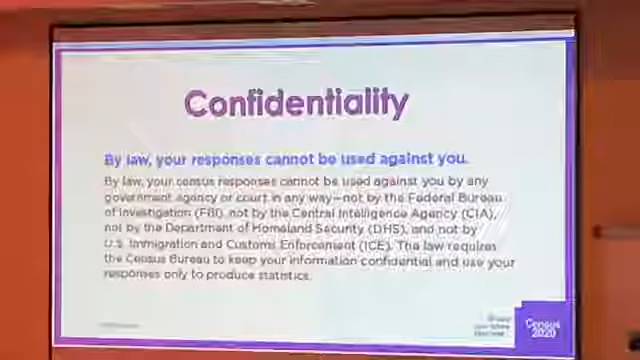 Confidentiality
By law, your responses cannot be used against you.
By law, your census responses cannot be used against you by any
government agency or court in any way—not by the Federal Bureau
of Investigation (FBI), not by the Central Intelligence Agency (CIA),
not by the Department of Homeland Security (DHS), and not by
U.S. Immigration and Customs Enforcement (ICE). The law requires
the Census Bureau to keep your information confidential and use your
responses only to produce statistics.
Census
2020